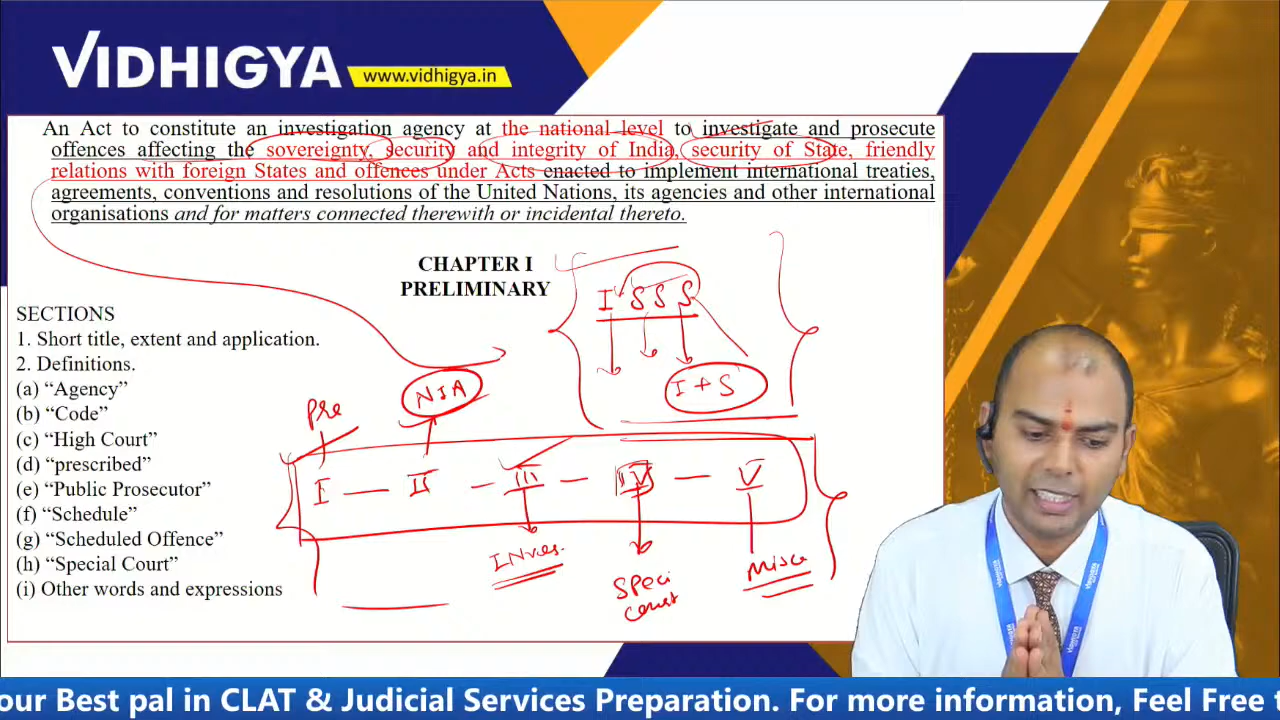 VIDHIGYA
www.vidhigya.in
An Act to constitute an investigation agency at the national level to investigate and prosecute
offences affecting the sovereignty, security and integrity of India, security of State, friendly
relations with foreign States and offences under Acts enacted to implement international treaties,
agreements, conventions and resolutions of the United Nations, its agencies and other international
organisations and for matters connected therewith or incidental thereto.
CHAPTER I
PRELIMINARY
SECTIONS
1. Short title, extent and application.
2. Definitions.
(a) “Agency”
(b) “Code”
(c) “High Court”
(d) “prescribed”
(e) “Public Prosecutor”
(f) “Schedule”
(g) “Scheduled Offence”
(h) “Special Court”
(i) Other words and expressions
I S S S
I + S
NIA
Pre
I — II - III - IV - V
INves.
Speci
court
Misce
VIDHIGYA
VIDHIGYA
our Best pal in CLAT & Judicial Services Preparation. For more information, Feel Free t